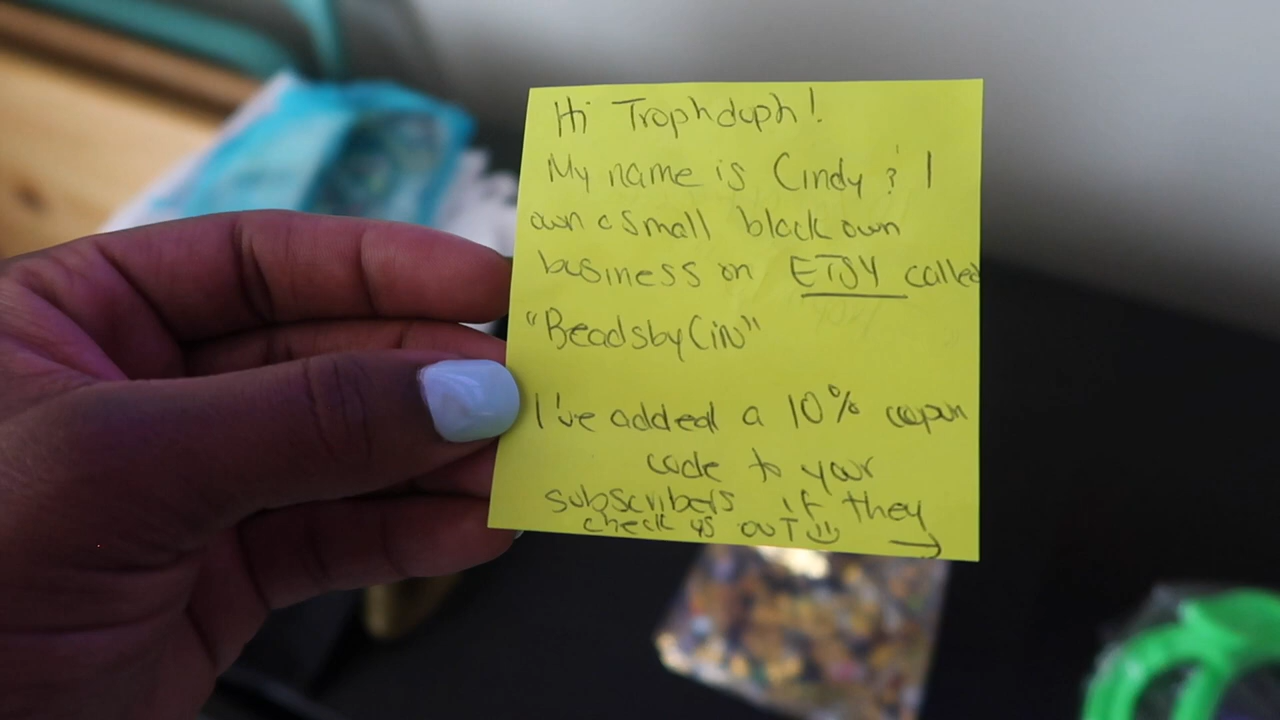 Hi Trophduph!
My name is Cindy & I
own a small black own
business on ETSY called
"BeadsbyCin"
I've added a 10% coupon
code to your
subscribers if they
check us out